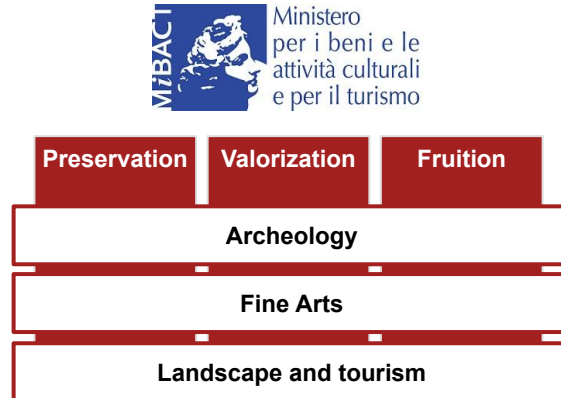 MiBACT
Ministero
per i beni e le
attività culturali
e per il turismo
Preservation Valorization Fruition
Archeology
Fine Arts
Landscape and tourism